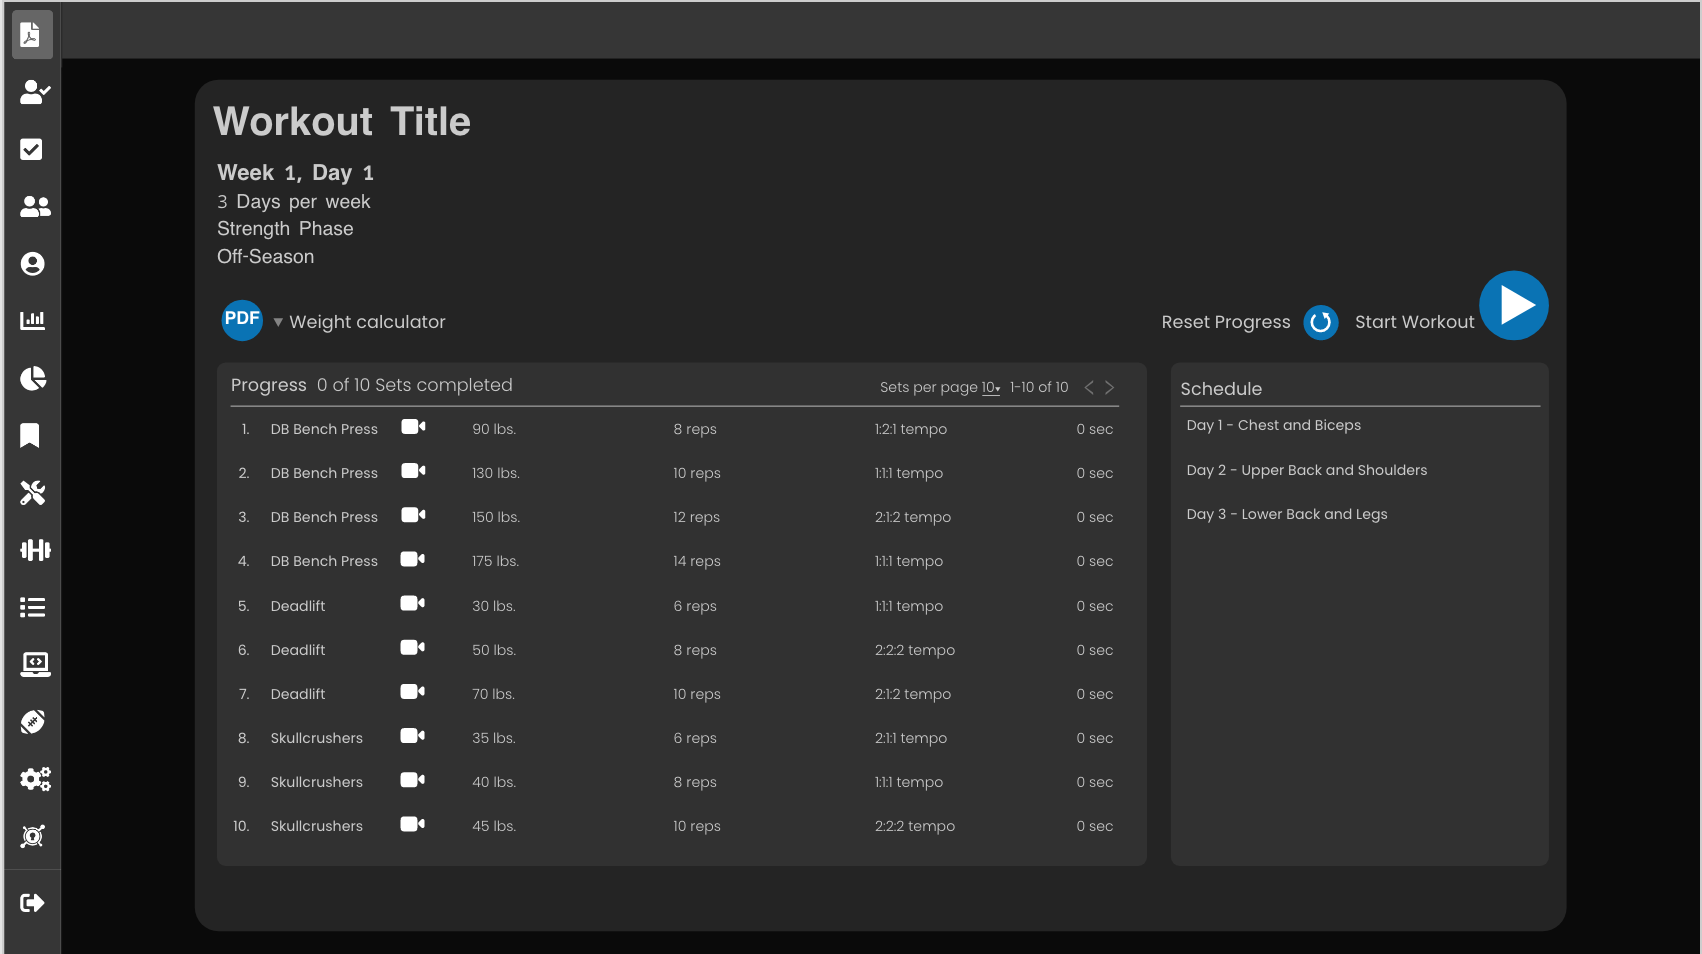 Workout Title
Week 1, Day 1
3 Days per week
Strength Phase
Off-Season
PDF ▾ Weight calculator
Reset Progress Start Workout
Progress 0 of 10 Sets completed Sets per page 10▾ 1-10 of 10 < >
1. DB Bench Press 90 lbs. 8 reps 1:2:1 tempo 0 sec
2. DB Bench Press 130 lbs. 10 reps 1:1:1 tempo 0 sec
3. DB Bench Press 150 lbs. 12 reps 2:1:2 tempo 0 sec
4. DB Bench Press 175 lbs. 14 reps 1:1:1 tempo 0 sec
5. Deadlift 30 lbs. 6 reps 1:1:1 tempo 0 sec
6. Deadlift 50 lbs. 8 reps 2:2:2 tempo 0 sec
7. Deadlift 70 lbs. 10 reps 2:1:2 tempo 0 sec
8. Skullcrushers 35 lbs. 6 reps 2:1:1 tempo 0 sec
9. Skullcrushers 40 lbs. 8 reps 1:1:1 tempo 0 sec
10. Skullcrushers 45 lbs. 10 reps 2:2:2 tempo 0 sec
Schedule
Day 1 - Chest and Biceps
Day 2 - Upper Back and Shoulders
Day 3 - Lower Back and Legs